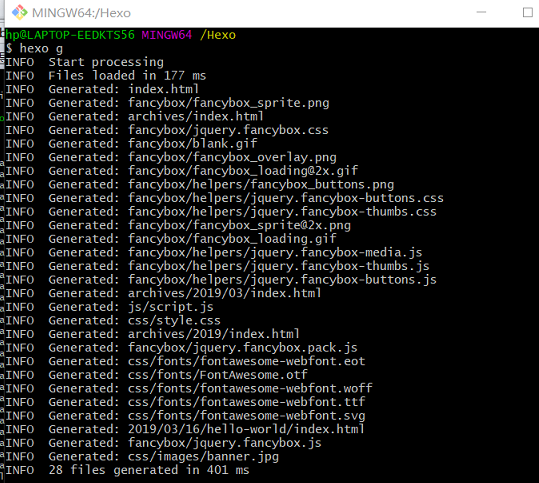 MINGW64:/Hexo
hp@LAPTOP-EEDKTS56 MINGW64 /Hexo
$ hexo g
INFO  Start processing
INFO  Files loaded in 177 ms
INFO  Generated: index.html
INFO  Generated: fancybox/fancybox_sprite.png
INFO  Generated: archives/index.html
INFO  Generated: fancybox/jquery.fancybox.css
INFO  Generated: fancybox/blank.gif
INFO  Generated: fancybox/fancybox_overlay.png
INFO  Generated: fancybox/fancybox_loading@2x.gif
INFO  Generated: fancybox/helpers/fancybox_buttons.png
INFO  Generated: fancybox/helpers/jquery.fancybox-buttons.css
INFO  Generated: fancybox/helpers/jquery.fancybox-thumbs.css
INFO  Generated: fancybox/fancybox_sprite@2x.png
INFO  Generated: fancybox/fancybox_loading.gif
INFO  Generated: fancybox/helpers/jquery.fancybox-media.js
INFO  Generated: fancybox/helpers/jquery.fancybox-thumbs.js
INFO  Generated: fancybox/helpers/jquery.fancybox-buttons.js
INFO  Generated: archives/2019/03/index.html
INFO  Generated: js/script.js
INFO  Generated: css/style.css
INFO  Generated: archives/2019/index.html
INFO  Generated: fancybox/jquery.fancybox.pack.js
INFO  Generated: css/fonts/fontawesome-webfont.eot
INFO  Generated: css/fonts/FontAwesome.otf
INFO  Generated: css/fonts/fontawesome-webfont.woff
INFO  Generated: css/fonts/fontawesome-webfont.ttf
INFO  Generated: css/fonts/fontawesome-webfont.svg
INFO  Generated: 2019/03/16/hello-world/index.html
INFO  Generated: fancybox/jquery.fancybox.js
INFO  Generated: css/images/banner.jpg
INFO  28 files generated in 401 ms